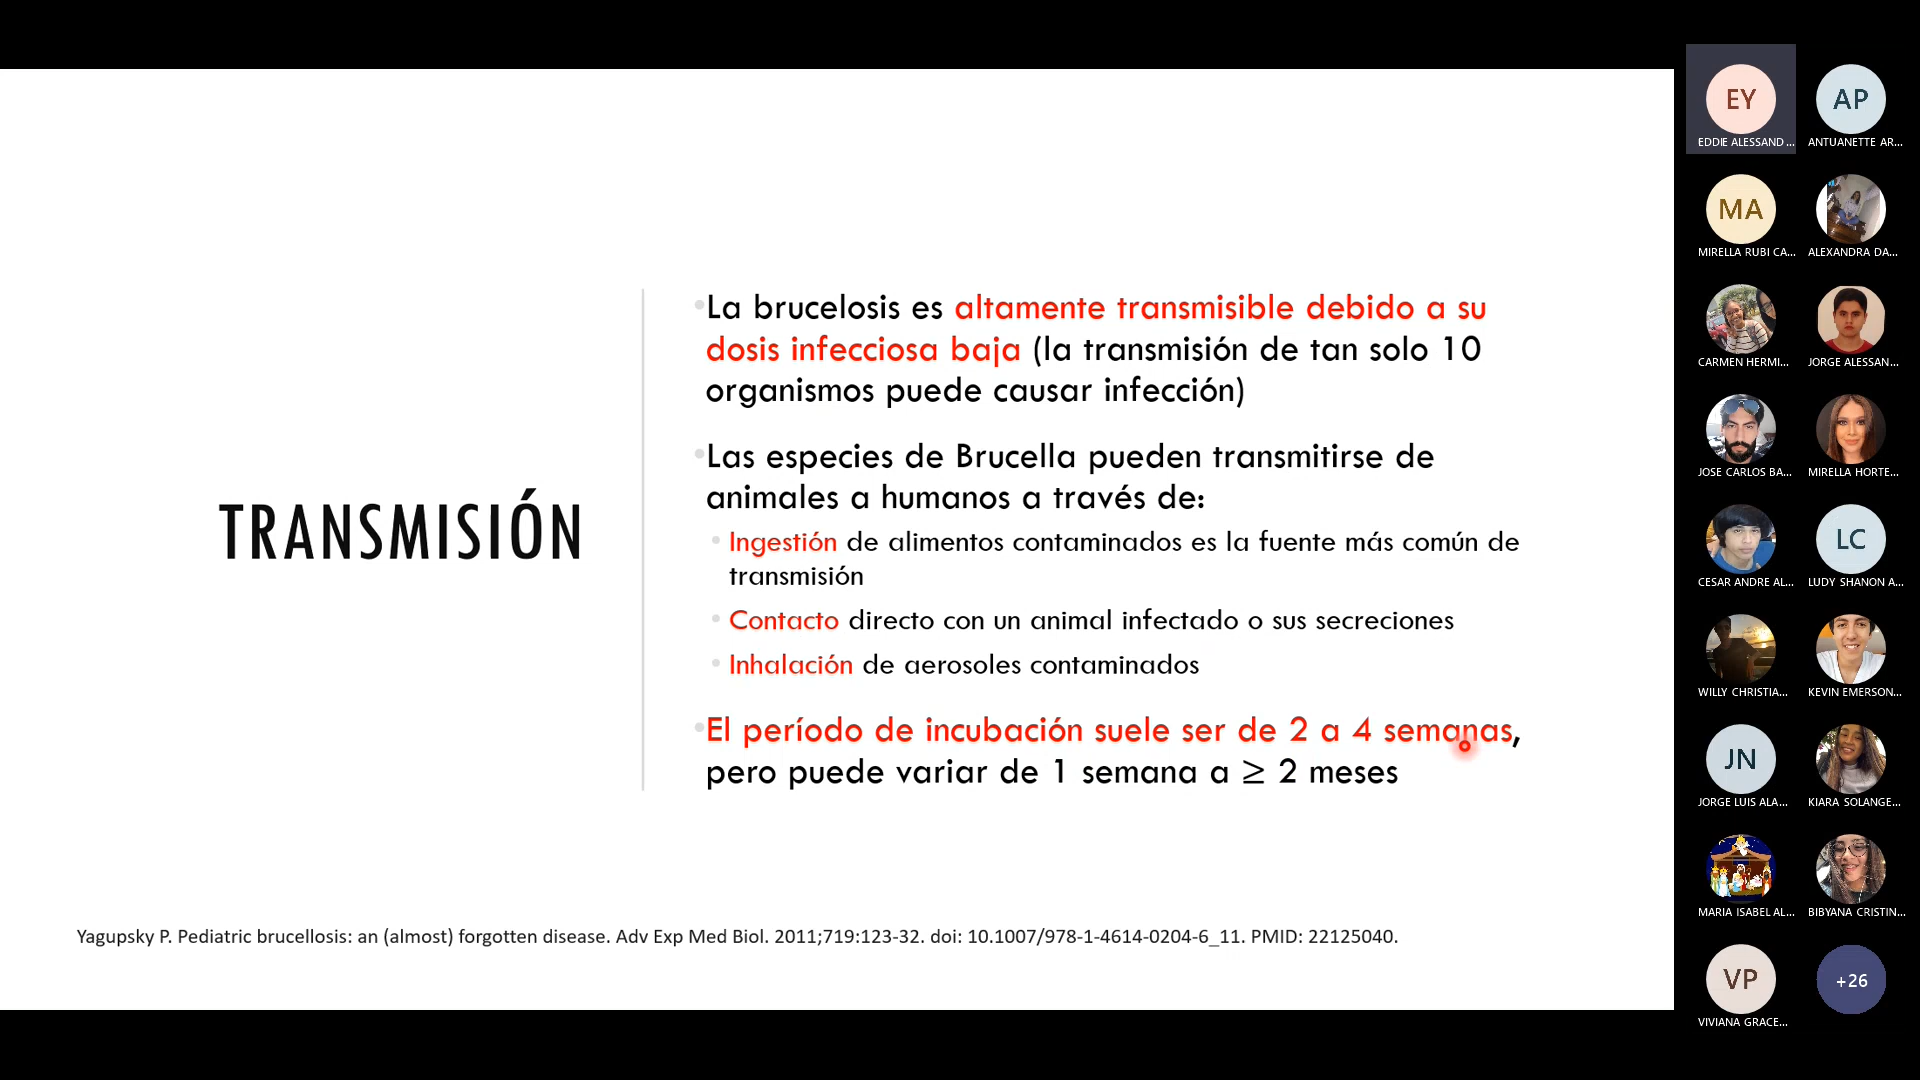 TRANSMISIÓN
•La brucelosis es altamente transmisible debido a su
dosis infecciosa baja (la transmisión de tan solo 10
organismos puede causar infección)
•Las especies de Brucella pueden transmitirse de
animales a humanos a través de:
• Ingestión de alimentos contaminados es la fuente más común de
transmisión
• Contacto directo con un animal infectado o sus secreciones
• Inhalación de aerosoles contaminados
•El período de incubación suele ser de 2 a 4 semanas,
pero puede variar de 1 semana a ≥ 2 meses
Yagupsky P. Pediatric brucellosis: an (almost) forgotten disease. Adv Exp Med Biol. 2011;719:123-32. doi: 10.1007/978-1-4614-0204-6_11. PMID: 22125040.
EY
EDDIE ALESSAND...
AP
ANTUANETTE AR...
MA
MIRELLA RUBI CA...
ALEXANDRA DA...
CARMEN HERMI...
JORGE ALESSAN...
JOSE CARLOS BA...
MIRELLA HORTE...
CESAR ANDRE AL...
LC
LUDY SHANON A...
WILLY CHRISTIA...
KEVIN EMERSON...
JN
JORGE LUIS ALA...
KIARA SOLANGE...
MARIA ISABEL AL...
BIBYANA CRISTIN...
VP
VIVIANA GRACE...
+26